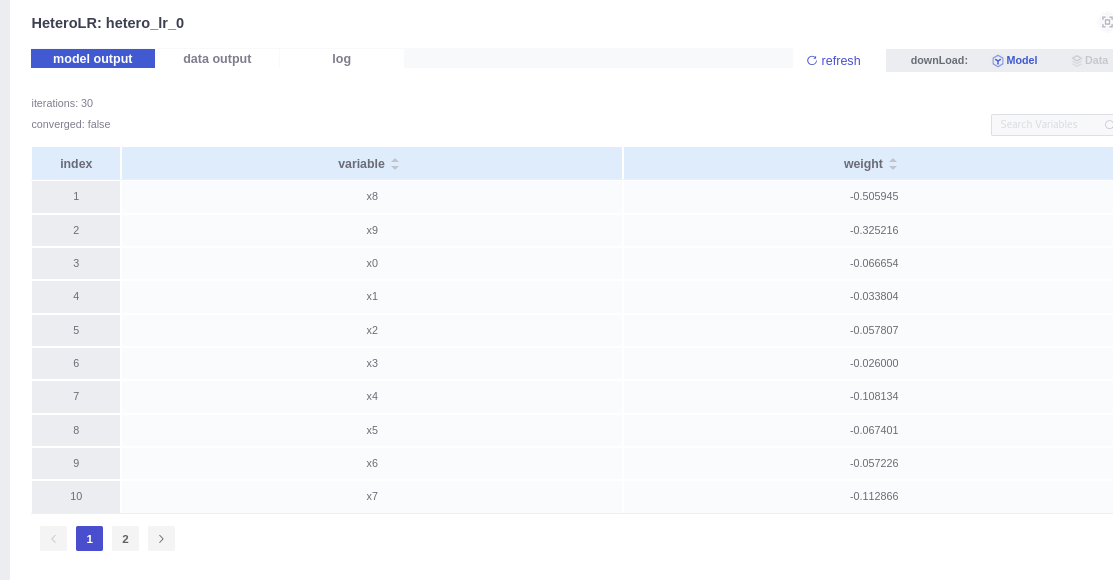 HeteroLR: hetero_lr_0
model output data output log refresh downLoad: Model Data
iterations: 30
converged: false
Search Variables
index variable weight
1 x8 -0.505945
2 x9 -0.325216
3 x0 -0.066654
4 x1 -0.033804
5 x2 -0.057807
6 x3 -0.026000
7 x4 -0.108134
8 x5 -0.067401
9 x6 -0.057226
10 x7 -0.112866
1 2